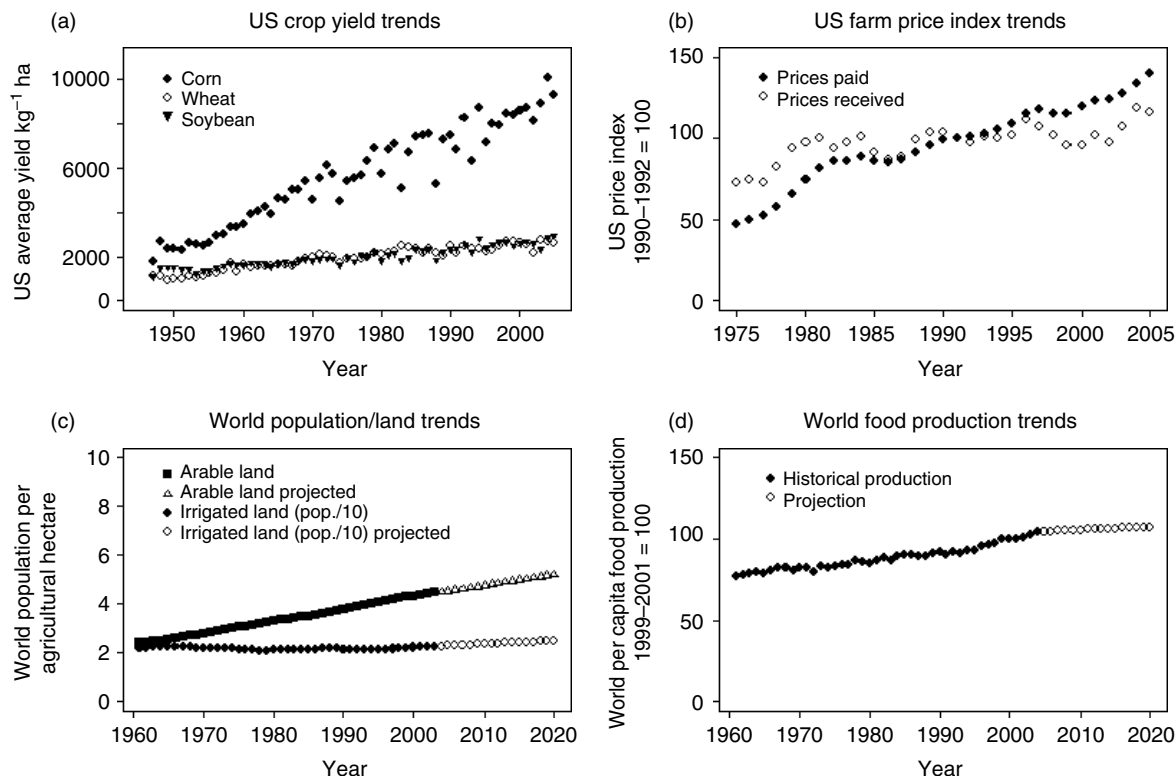 (a) US crop yield trends
US average yield kg⁻¹ ha
10000
6000
2000
0
Corn
Wheat
Soybean
1950 1960 1970 1980 1990 2000
Year
(b) US farm price index trends
US price index
1990–1992 = 100
150
100
50
0
Prices paid
Prices received
1975 1980 1985 1990 1995 2000 2005
Year
(c) World population/land trends
World population per
agricultural hectare
10
8
6
4
2
0
Arable land
Arable land projected
Irrigated land (pop./10)
Irrigated land (pop./10) projected
1960 1970 1980 1990 2000 2010 2020
Year
(d) World food production trends
World per capita food production
1999–2001 = 100
150
100
50
0
Historical production
Projection
1960 1970 1980 1990 2000 2010 2020
Year